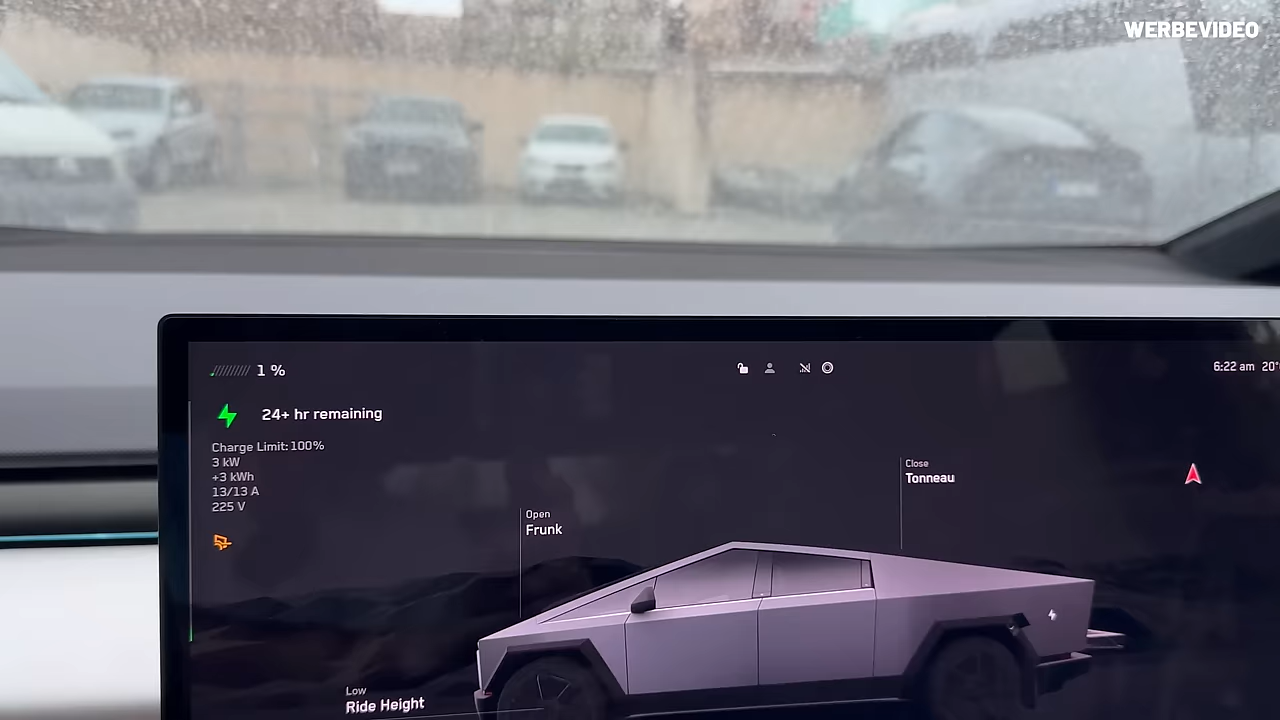 WERBEVIDEO
1 %
6:22 am 20°
24+ hr remaining
Charge Limit: 100%
3 kW
+3 kWh
13/13 A
225 V
Close
Tonneau
Open
Frunk
Low
Ride Height